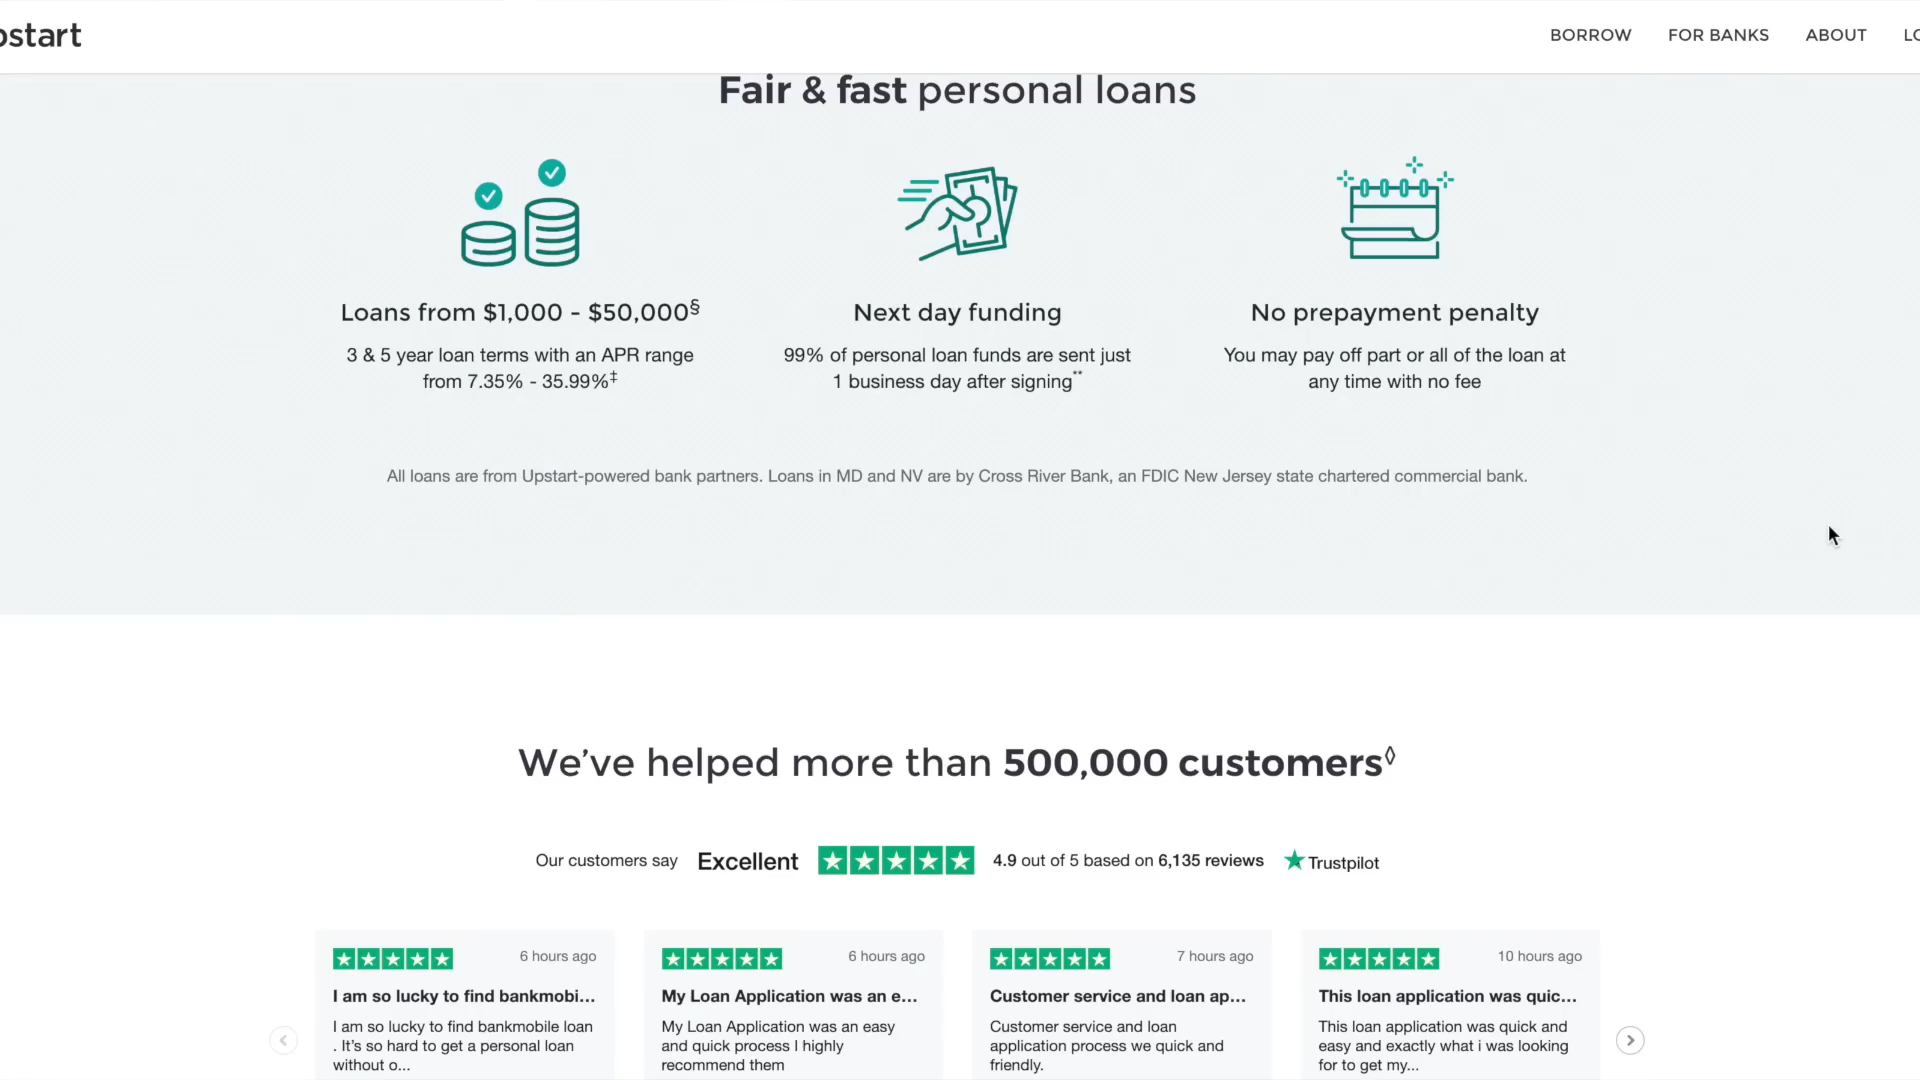 pstart
BORROW
FOR BANKS
ABOUT
Fair & fast personal loans
Loans from $1,000 - $50,000§
3 & 5 year loan terms with an APR range
from 7.35% - 35.99%‡
Next day funding
99% of personal loan funds are sent just
1 business day after signing**
No prepayment penalty
You may pay off part or all of the loan at
any time with no fee
All loans are from Upstart-powered bank partners. Loans in MD and NV are by Cross River Bank, an FDIC New Jersey state chartered commercial bank.
We’ve helped more than 500,000 customers◊
Our customers say Excellent 4.9 out of 5 based on 6,135 reviews Trustpilot
6 hours ago
I am so lucky to find bankmobi...
I am so lucky to find bankmobile loan
. It’s so hard to get a personal loan
without o...
6 hours ago
My Loan Application was an e...
My Loan Application was an easy
and quick process I highly
recommend them
7 hours ago
Customer service and loan ap...
Customer service and loan
application process we quick and
friendly.
10 hours ago
This loan application was quic...
This loan application was quick and
easy and exactly what i was looking
for to get my...